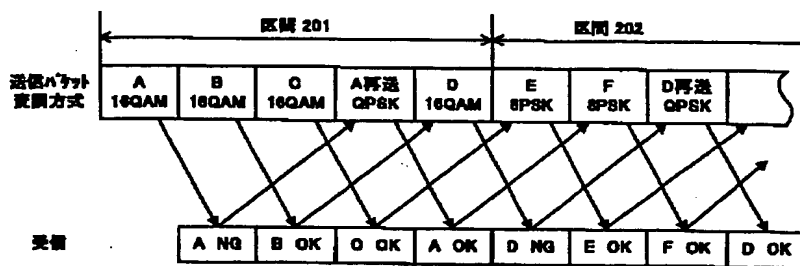 区間 201
区間 202
送信パケット
変調方式
A
16QAM
B
16QAM
C
16QAM
A再送
QPSK
D
16QAM
E
8PSK
F
8PSK
D再送
QPSK
受信
A NG
B OK
C OK
A OK
D NG
E OK
F OK
D OK